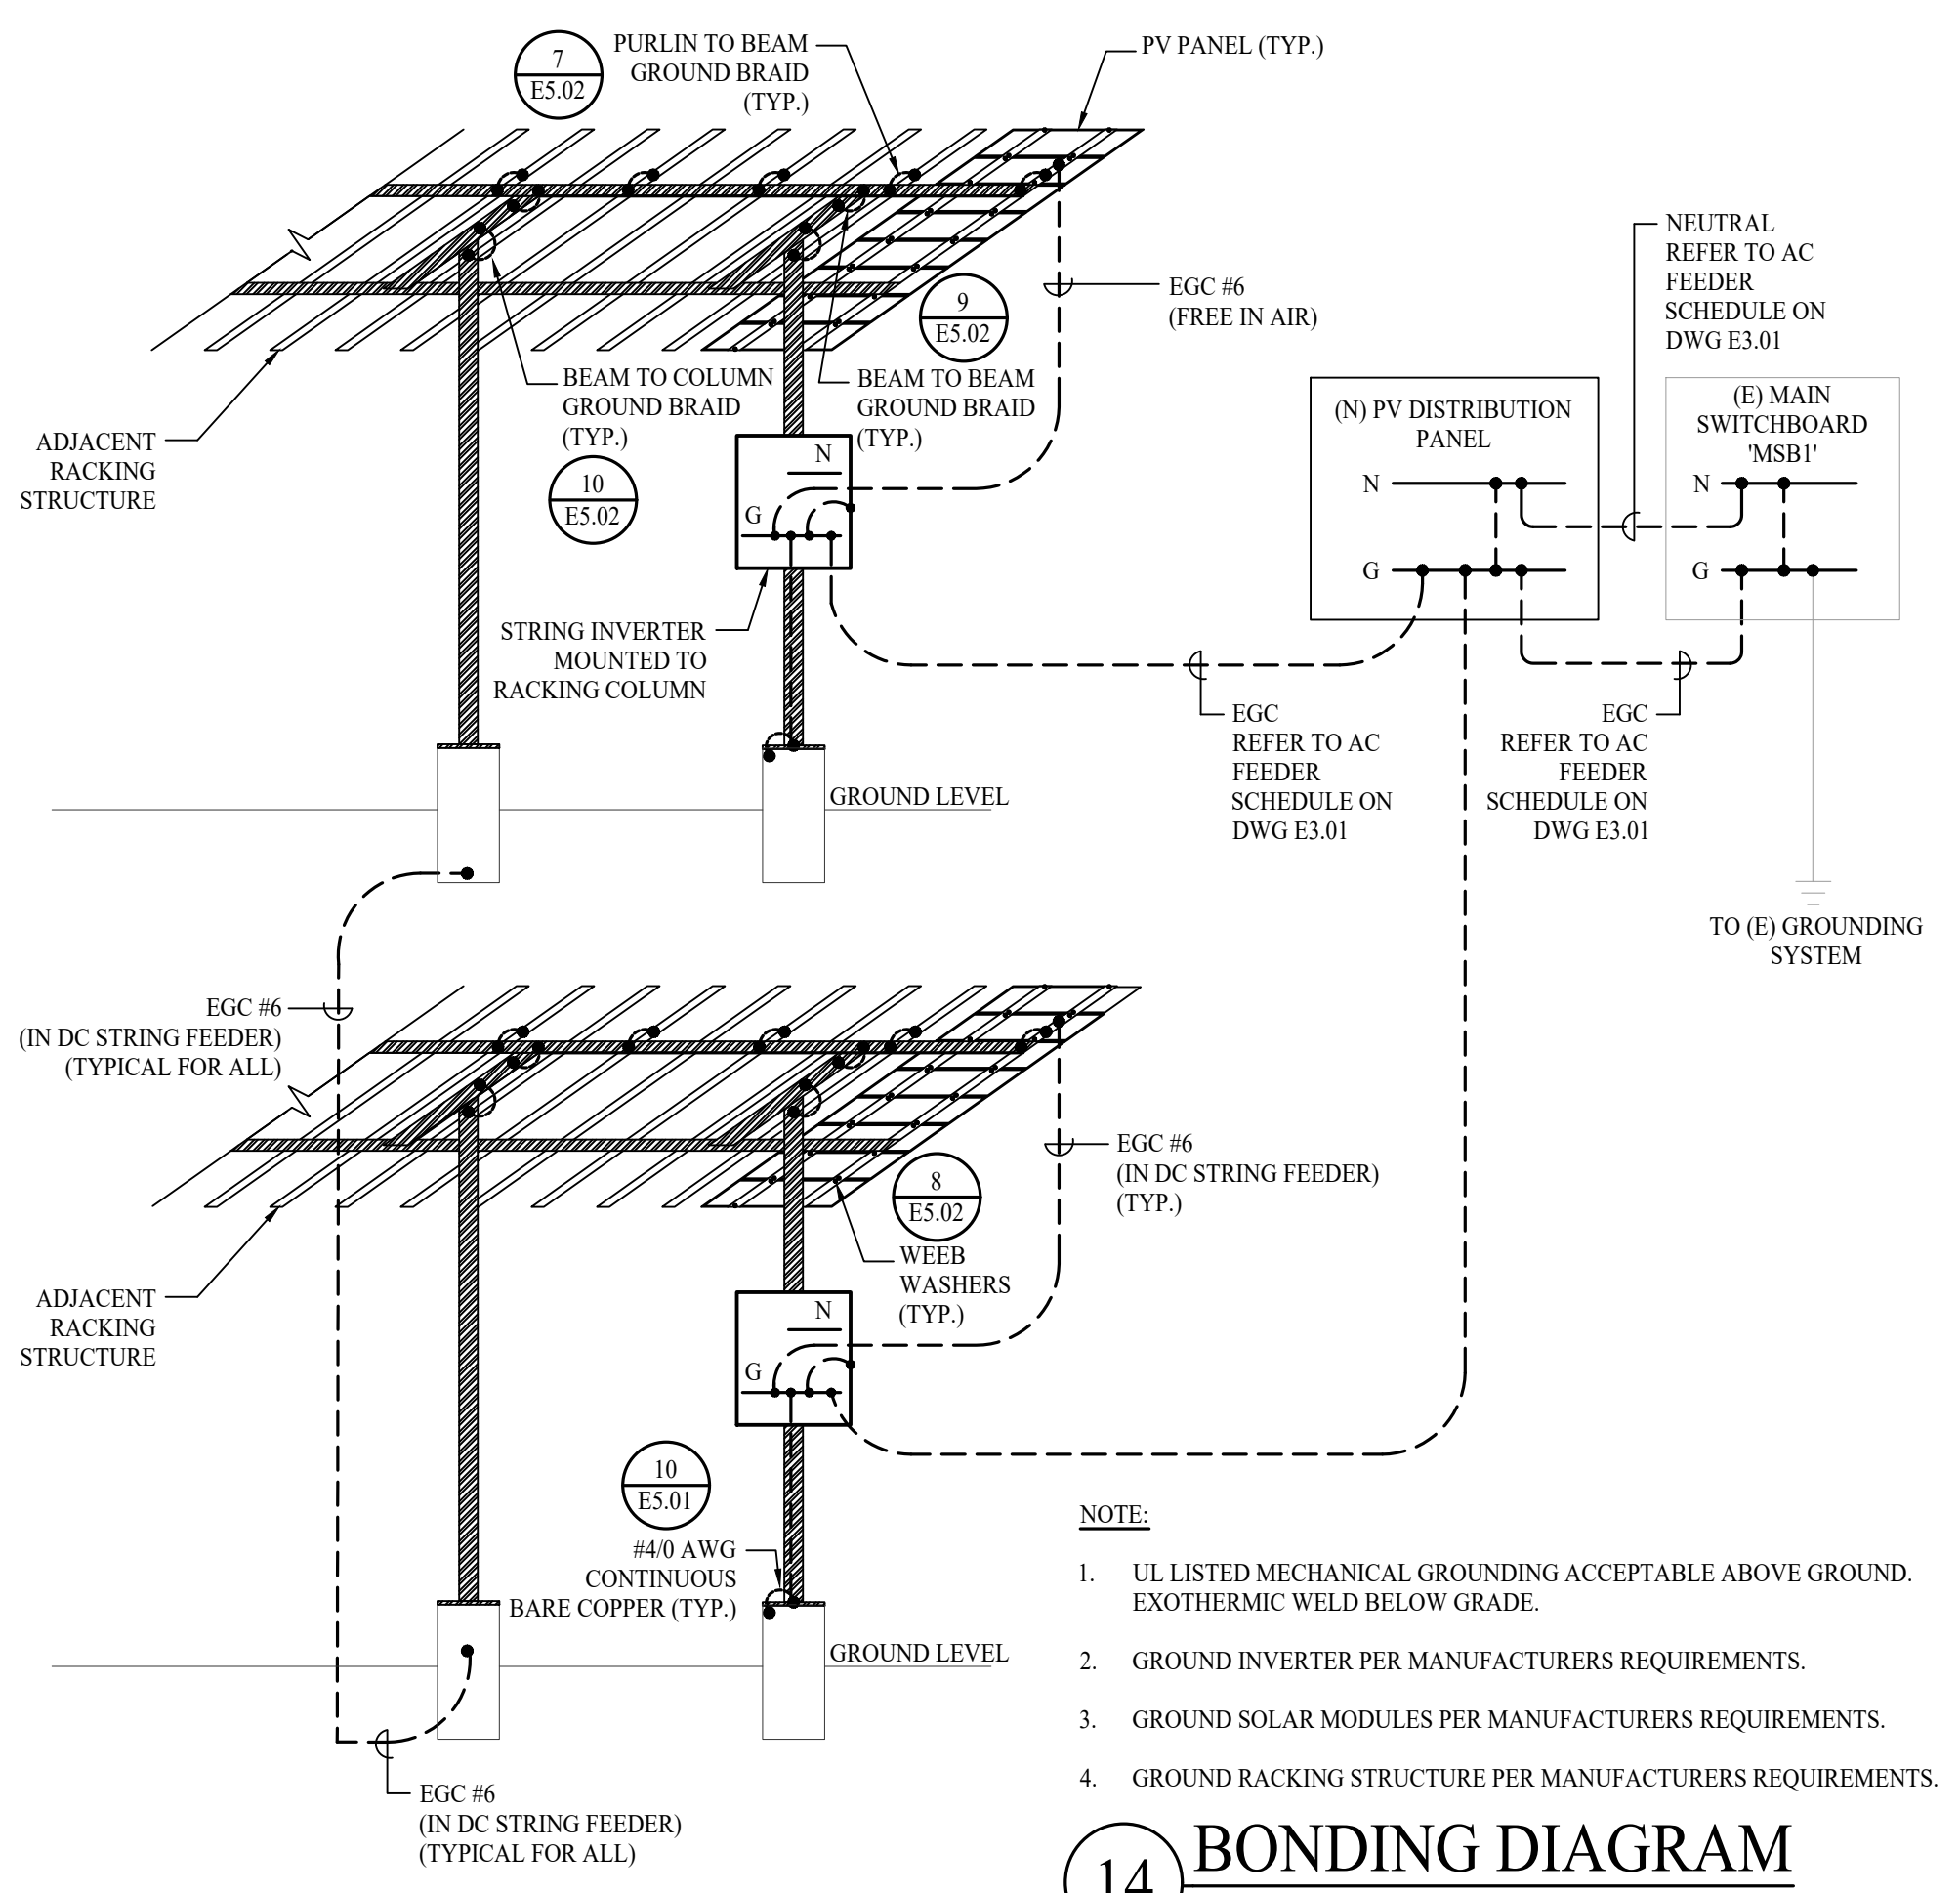 7
E5.02
PURLIN TO BEAM
GROUND BRAID
(TYP.)
PV PANEL (TYP.)
NEUTRAL
REFER TO AC
FEEDER
SCHEDULE ON
DWG E3.01
EGC #6
(FREE IN AIR)
9
E5.02
BEAM TO COLUMN
GROUND BRAID
(TYP.)
10
E5.02
BEAM TO BEAM
GROUND BRAID
(TYP.)
ADJACENT
RACKING
STRUCTURE
N
G
(N) PV DISTRIBUTION
PANEL
N
G
(E) MAIN
SWITCHBOARD
'MSB1'
N
G
STRING INVERTER
MOUNTED TO
RACKING COLUMN
EGC
REFER TO AC
FEEDER
SCHEDULE ON
DWG E3.01
EGC
REFER TO AC
FEEDER
SCHEDULE ON
DWG E3.01
GROUND LEVEL
TO (E) GROUNDING
SYSTEM
EGC #6
(IN DC STRING FEEDER)
(TYPICAL FOR ALL)
EGC #6
(IN DC STRING FEEDER)
(TYP.)
8
E5.02
WEEB
WASHERS
(TYP.)
ADJACENT
RACKING
STRUCTURE
N
G
10
E5.01
#4/0 AWG
CONTINUOUS
BARE COPPER (TYP.)
GROUND LEVEL
EGC #6
(IN DC STRING FEEDER)
(TYPICAL FOR ALL)
NOTE:
1. UL LISTED MECHANICAL GROUNDING ACCEPTABLE ABOVE GROUND.
EXOTHERMIC WELD BELOW GRADE.
2. GROUND INVERTER PER MANUFACTURERS REQUIREMENTS.
3. GROUND SOLAR MODULES PER MANUFACTURERS REQUIREMENTS.
4. GROUND RACKING STRUCTURE PER MANUFACTURERS REQUIREMENTS.
14
BONDING DIAGRAM